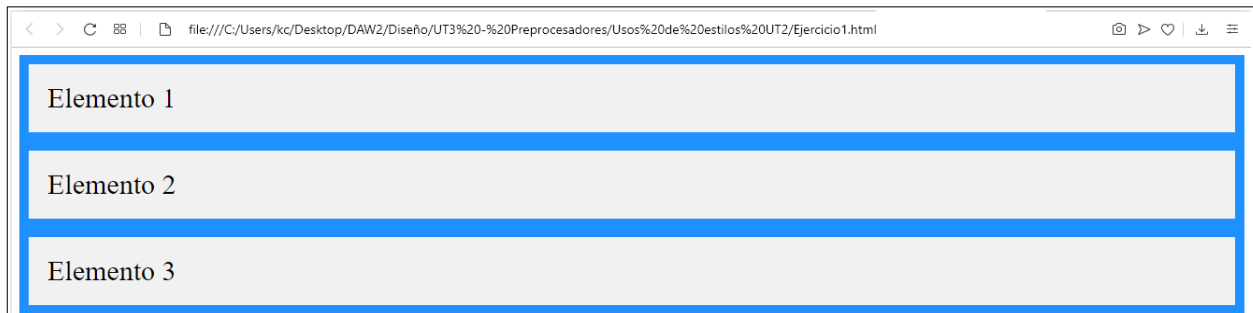 file:///C:/Users/kc/Desktop/DAW2/Diseño/UT3%20-%20Preprocesadores/Usos%20de%20estilos%20UT2/Ejercicio1.html
Elemento 1
Elemento 2
Elemento 3